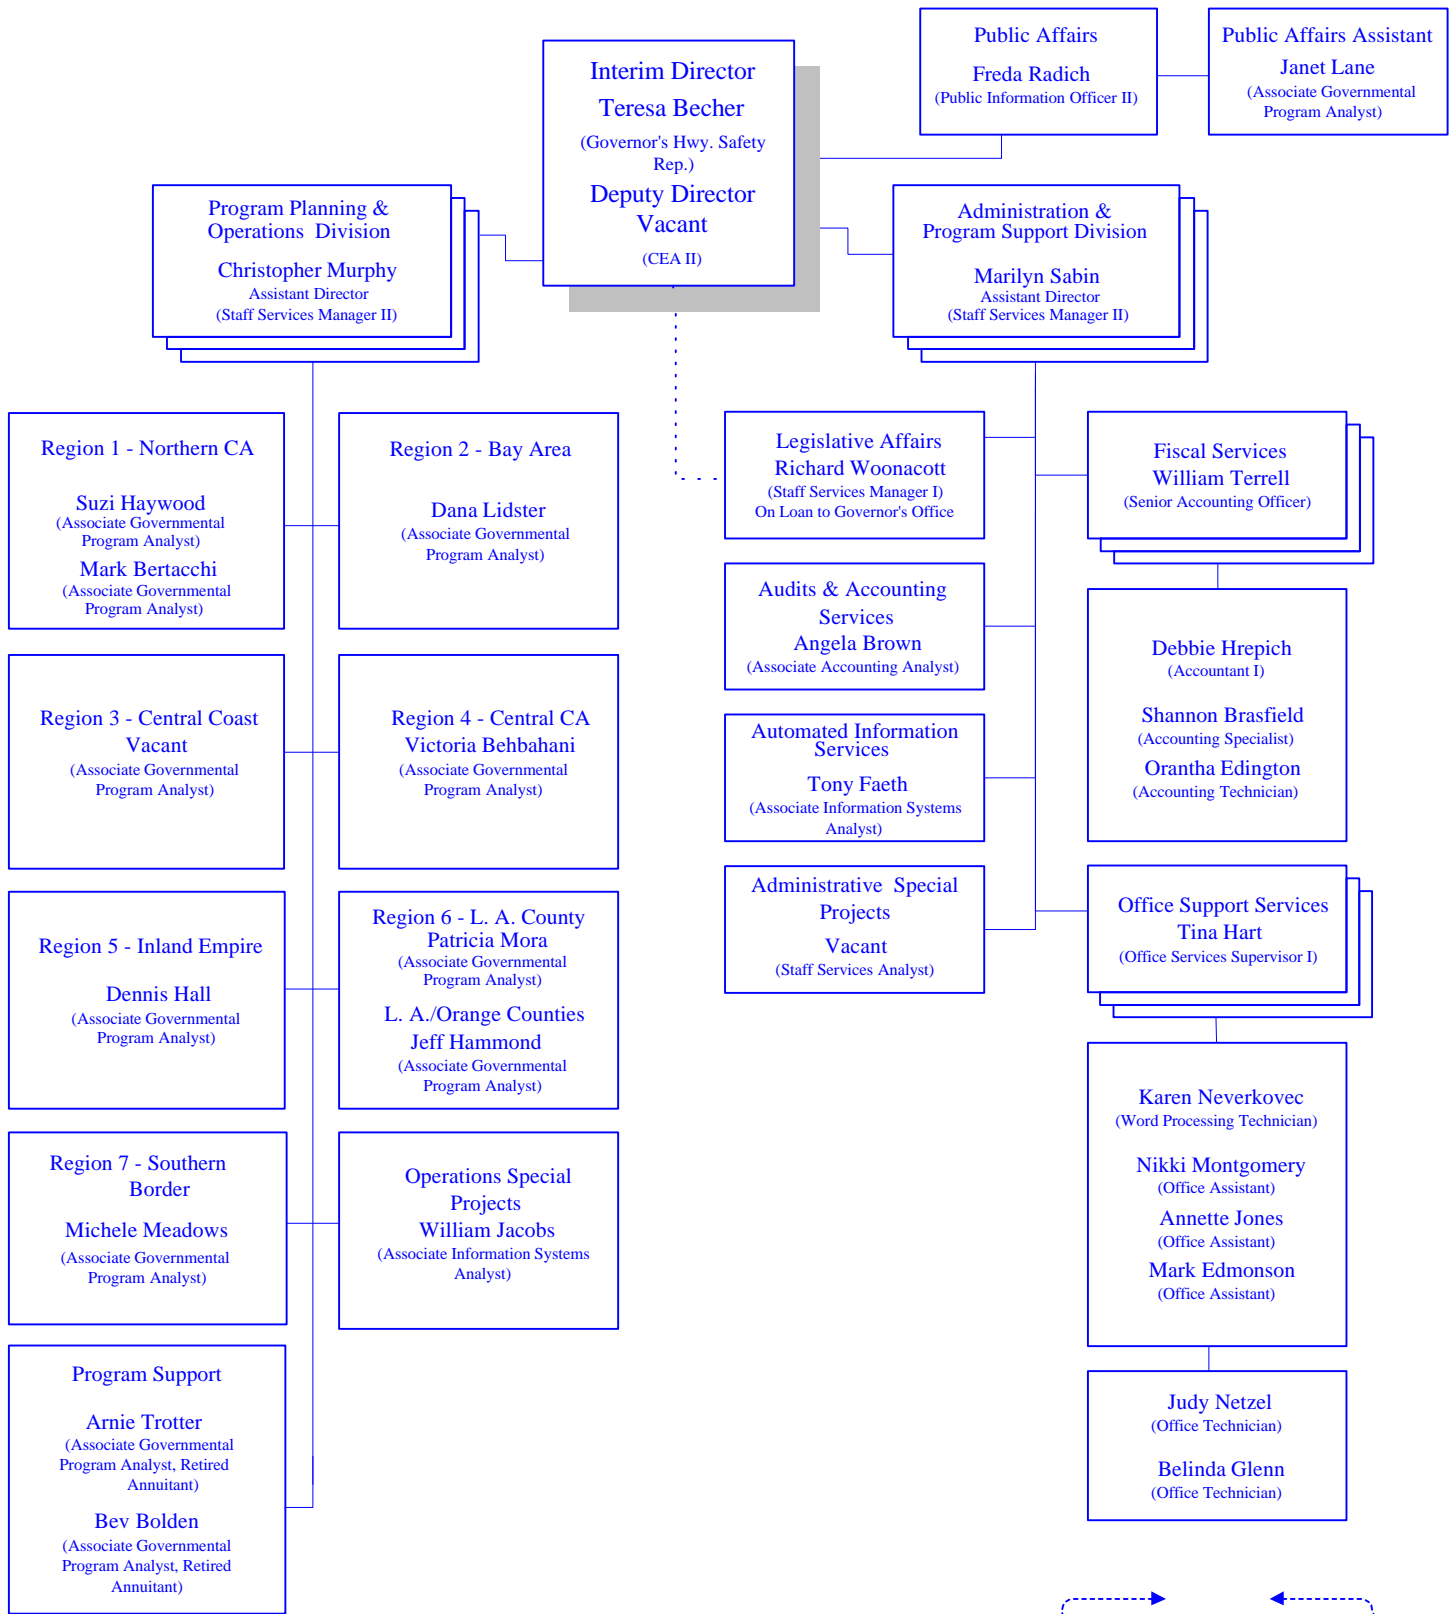 Public Affairs
Freda Radich
(Public Information Officer II)
Public Affairs Assistant
Janet Lane
(Associate Governmental
Program Analyst)
Interim Director
Teresa Becher
(Governor's Hwy. Safety
Rep.)
Deputy Director
Vacant
(CEA II)
Program Planning &
Operations Division
Christopher Murphy
Assistant Director
(Staff Services Manager II)
Administration &
Program Support Division
Marilyn Sabin
Assistant Director
(Staff Services Manager II)
Region 1 - Northern CA
Suzi Haywood
(Associate Governmental
Program Analyst)
Mark Bertacchi
(Associate Governmental
Program Analyst)
Region 2 - Bay Area
Dana Lidster
(Associate Governmental
Program Analyst)
Legislative Affairs
Richard Woonacott
(Staff Services Manager I)
On Loan to Governor's Office
Fiscal Services
William Terrell
(Senior Accounting Officer)
Audits & Accounting
Services
Angela Brown
(Associate Accounting Analyst)
Debbie Hrepich
(Accountant I)
Shannon Brasfield
(Accounting Specialist)
Orantha Edington
(Accounting Technician)
Region 3 - Central Coast
Vacant
(Associate Governmental
Program Analyst)
Region 4 - Central CA
Victoria Behbahani
(Associate Governmental
Program Analyst)
Automated Information
Services
Tony Faeth
(Associate Information Systems
Analyst)
Administrative Special
Projects
Vacant
(Staff Services Analyst)
Office Support Services
Tina Hart
(Office Services Supervisor I)
Region 5 - Inland Empire
Dennis Hall
(Associate Governmental
Program Analyst)
Region 6 - L. A. County
Patricia Mora
(Associate Governmental
Program Analyst)
L. A./Orange Counties
Jeff Hammond
(Associate Governmental
Program Analyst)
Karen Neverkovec
(Word Processing Technician)
Nikki Montgomery
(Office Assistant)
Annette Jones
(Office Assistant)
Mark Edmonson
(Office Assistant)
Region 7 - Southern
Border
Michele Meadows
(Associate Governmental
Program Analyst)
Operations Special
Projects
William Jacobs
(Associate Information Systems
Analyst)
Program Support
Arnie Trotter
(Associate Governmental
Program Analyst, Retired
Annuitant)
Bev Bolden
(Associate Governmental
Program Analyst, Retired
Annuitant)
Judy Netzel
(Office Technician)
Belinda Glenn
(Office Technician)